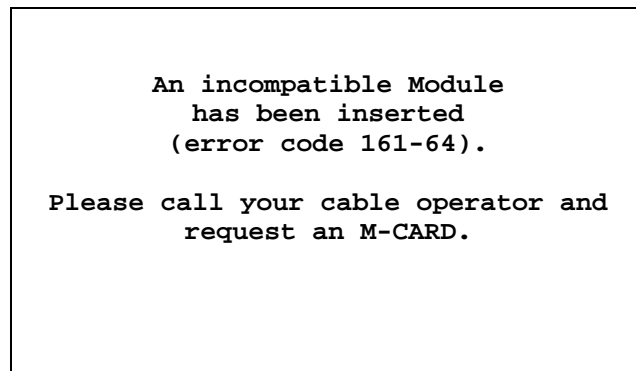 An incompatible Module
has been inserted
(error code 161-64).
Please call your cable operator and
request an M-CARD.